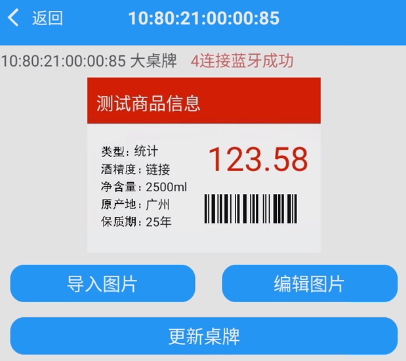 返回 10:80:21:00:00:85
10:80:21:00:00:85 大桌牌 4连接蓝牙成功
测试商品信息
类型: 统计
酒精度: 链接
净含量: 2500ml
原产地: 广州
保质期: 25年
123.58
导入图片 编辑图片
更新桌牌